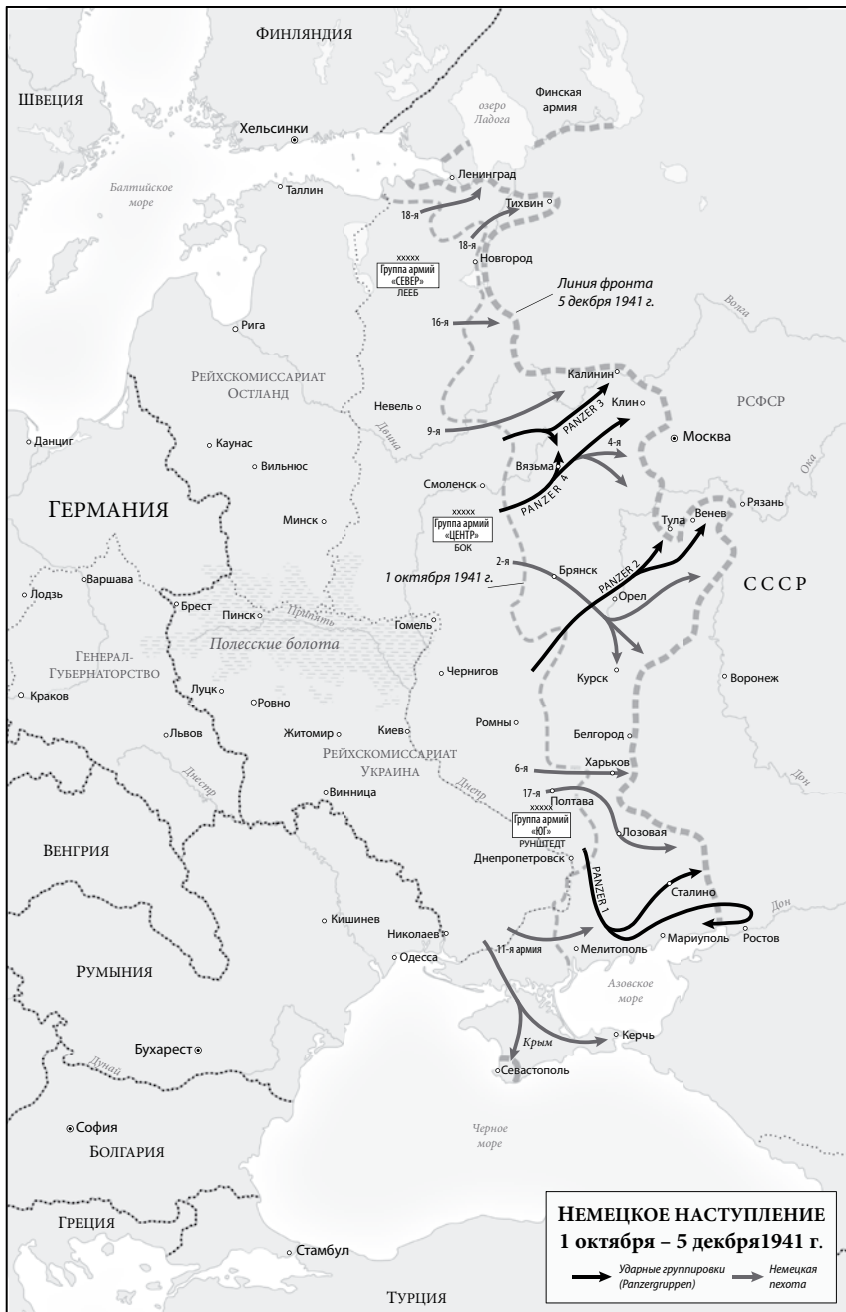 ФИНЛЯНДИЯ
ШВЕЦИЯ
Финская
армия
озеро
Ладога
Хельсинки
Ленинград
Балтийское
море
Таллин
Тихвин
18-я
18-я
Новгород
xxxxx
Группа армий
«СЕВЕР»
ЛЕЕБ
Линия фронта
5 декбря 1941 г.
Волга
16-я
Рига
РЕЙХСКОМИССАРИАТ
ОСТЛАНД
Калинин
PANZER 3
Клин
РСФСР
Невель
9-я
Двина
4-я
Москва
Данциг
Каунас
Вильнюс
Вязьма
Ока
Смоленск
PANZER 4
ГЕРМАНИЯ
xxxxx
Группа армий
«ЦЕНТР»
БОК
Минск
Рязань
Венев
Тула
2-я
Брянск
PANZER 2
1 октября 1941 г.
СССР
Варшава
Лодзь
Брест
Орел
Пинск
Припять
Гомель
Полесские болота
ГЕНЕРАЛ-
ГУБЕРНАТОРСТВО
Чернигов
Курск
Воронеж
Краков
Луцк
Ровно
Ромны
Львов
Житомир
Киев
Белгород
РЕЙХСКОМИССАРИАТ
УКРАИНА
6-я
Харьков
Днестр
Днепр
Дон
Винница
17-я
Полтава
xxxxx
Группа армий
«ЮГ»
РУНШТЕДТ
Лозовая
ВЕНГРИЯ
Днепропетровск
PANZER 1
Сталино
Дон
Кишинев
Николаев
Мариуполь
Ростов
11-я армия
Мелитополь
Одесса
РУМЫНИЯ
Азовское
море
Крым
Керчь
Бухарест
Дунай
Севастополь
София
Черное
море
БОЛГАРИЯ
ГРЕЦИЯ
Стамбул
ТУРЦИЯ
НЕМЕЦКОЕ НАСТУПЛЕНИЕ
1 октября – 5 декбря1941 г.
Ударные группировки
(Panzergruppen)
Немецкая
пехота